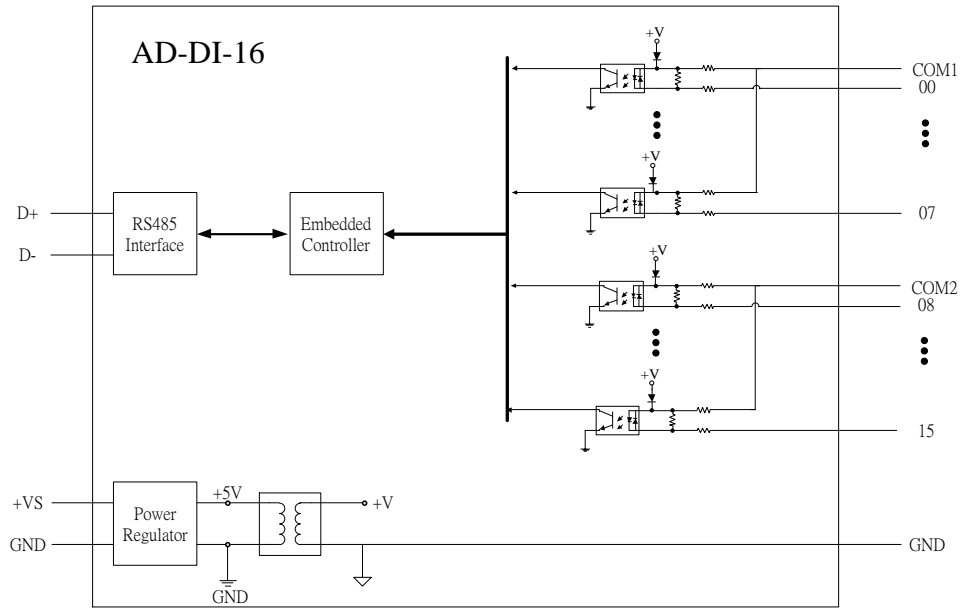 AD-DI-16
+V
COM1
00
+V
D+
RS485
Interface
Embedded
Controller
07
D-
+V
COM2
08
+V
15
+VS
Power
Regulator
+5V
+V
GND
GND
GND